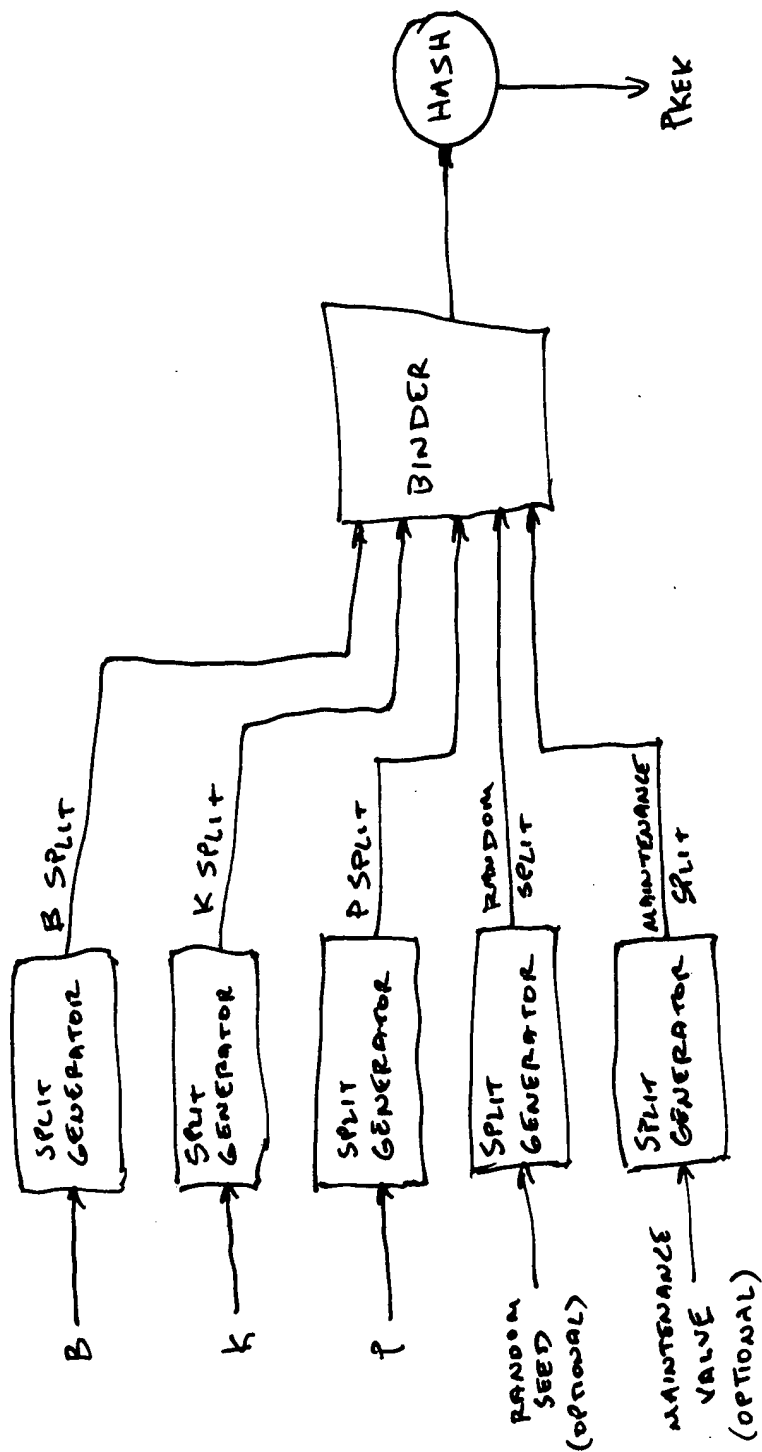 B
SPLIT
GENERATOR
B SPLIT
K
SPLIT
GENERATOR
K SPLIT
P
SPLIT
GENERATOR
P SPLIT
RANDOM
SEED
(OPTIONAL)
SPLIT
GENERATOR
RANDOM
SPLIT
MAINTENANCE
VALVE
(OPTIONAL)
SPLIT
GENERATOR
MAINTENANCE
SPLIT
BINDER
HASH
PKEK